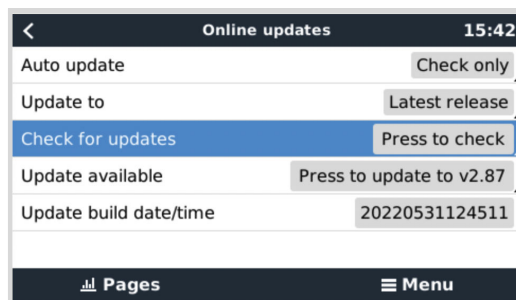 Online updates 15:42
Auto update Check only
Update to Latest release
Check for updates Press to check
Update available Press to update to v2.87
Update build date/time 20220531124511
Pages Menu